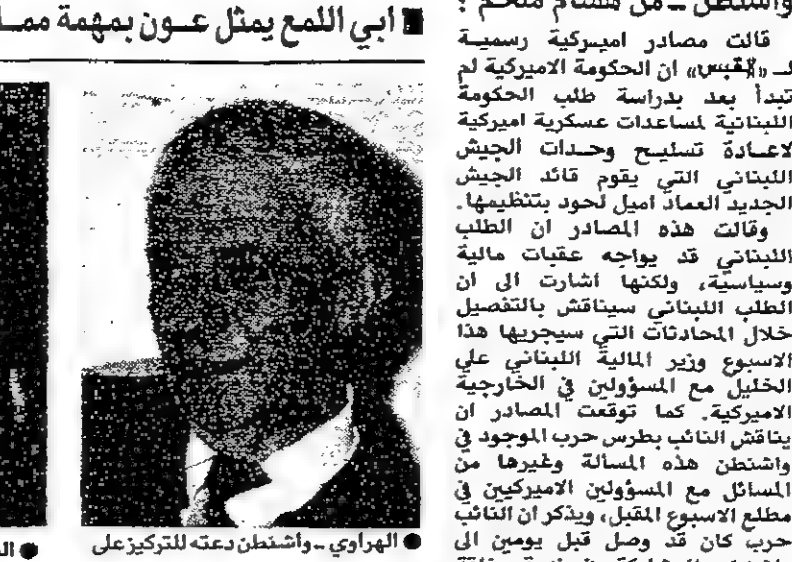 ■ ابي اللمع يمثل عون بمهمة
واشنطن ـ من هشام ملحم :
قالت مصادر اميركية رسمية
لـ «القبس» ان الحكومة الاميركية لم
تبدأ بعد بدراسة طلب الحكومة
اللبنانية لمساعدات عسكرية اميركية
لاعادة تسليح وحدات الجيش
اللبناني التي يقوم قائد الجيش
الجديد العماد اميل لحود بتنظيمها.
وقالت هذه المصادر ان الطلب
اللبناني قد يواجه عقبات مالية
وسياسية، ولكنها اشارت الى ان
الطلب اللبناني سيناقش بالتفصيل
خلال المحادثات التي سيجريها هذا
الاسبوع وزير المالية اللبناني علي
الخليل مع المسؤولين في الخارجية
الاميركية. كما توقعت المصادر ان
يناقش النائب بطرس حرب الموجود في
واشنطن هذه المسالة وغيرها من
المسائل مع المسؤولين الاميركيين في
مطلع الاسبوع المقبل، ويذكر ان النائب
حرب كان قد وصل قبل يومين الى
● الهراوي ـ واشنطن دعته للتركيز على